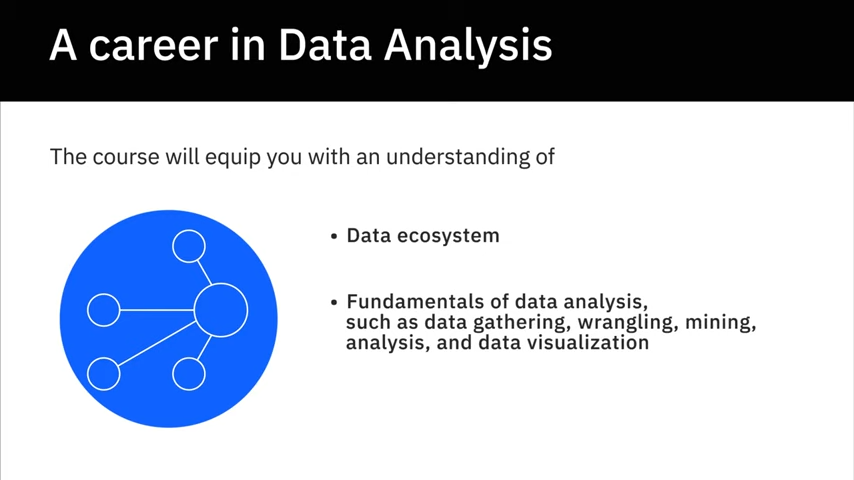 A career in Data Analysis
The course will equip you with an understanding of
• Data ecosystem
• Fundamentals of data analysis,
such as data gathering, wrangling, mining,
analysis, and data visualization